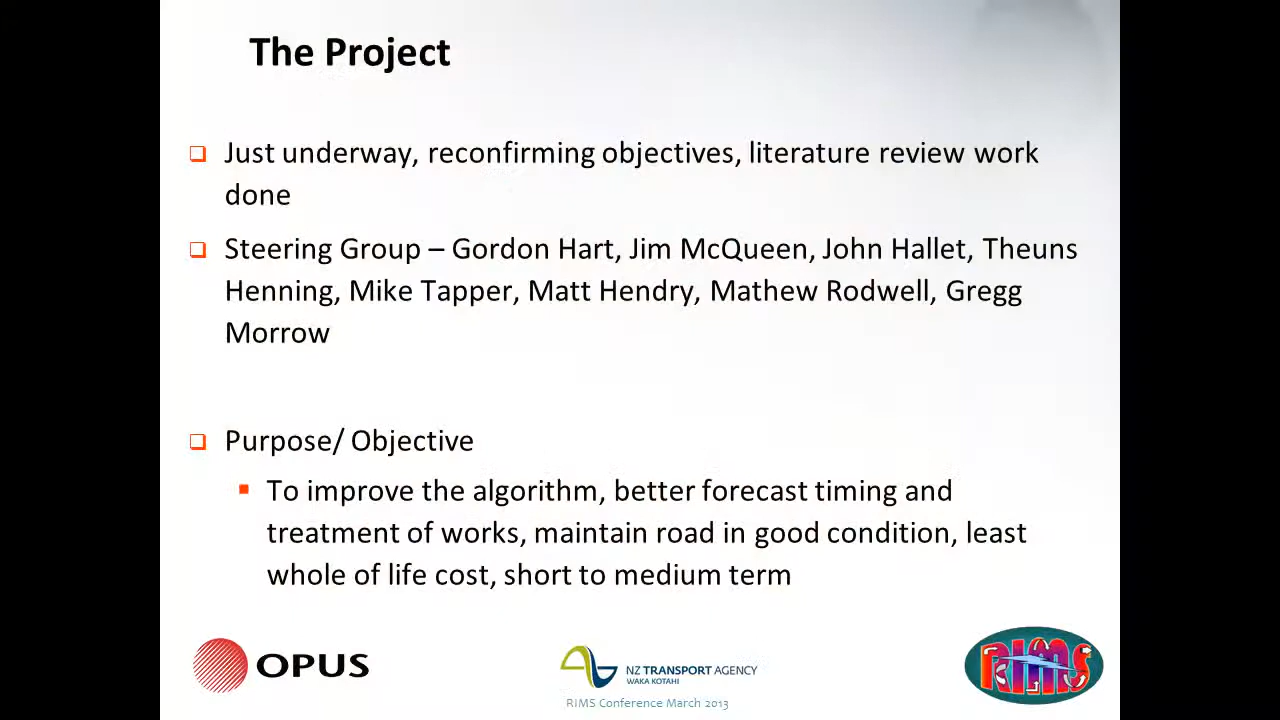 The Project
Just underway, reconfirming objectives, literature review work
done
Steering Group – Gordon Hart, Jim McQueen, John Hallet, Theuns
Henning, Mike Tapper, Matt Hendry, Mathew Rodwell, Gregg
Morrow
Purpose/ Objective
To improve the algorithm, better forecast timing and
treatment of works, maintain road in good condition, least
whole of life cost, short to medium term
OPUS
NZ TRANSPORT AGENCY
WAKA KOTAHI
RIMS Conference March 2013
RIMS